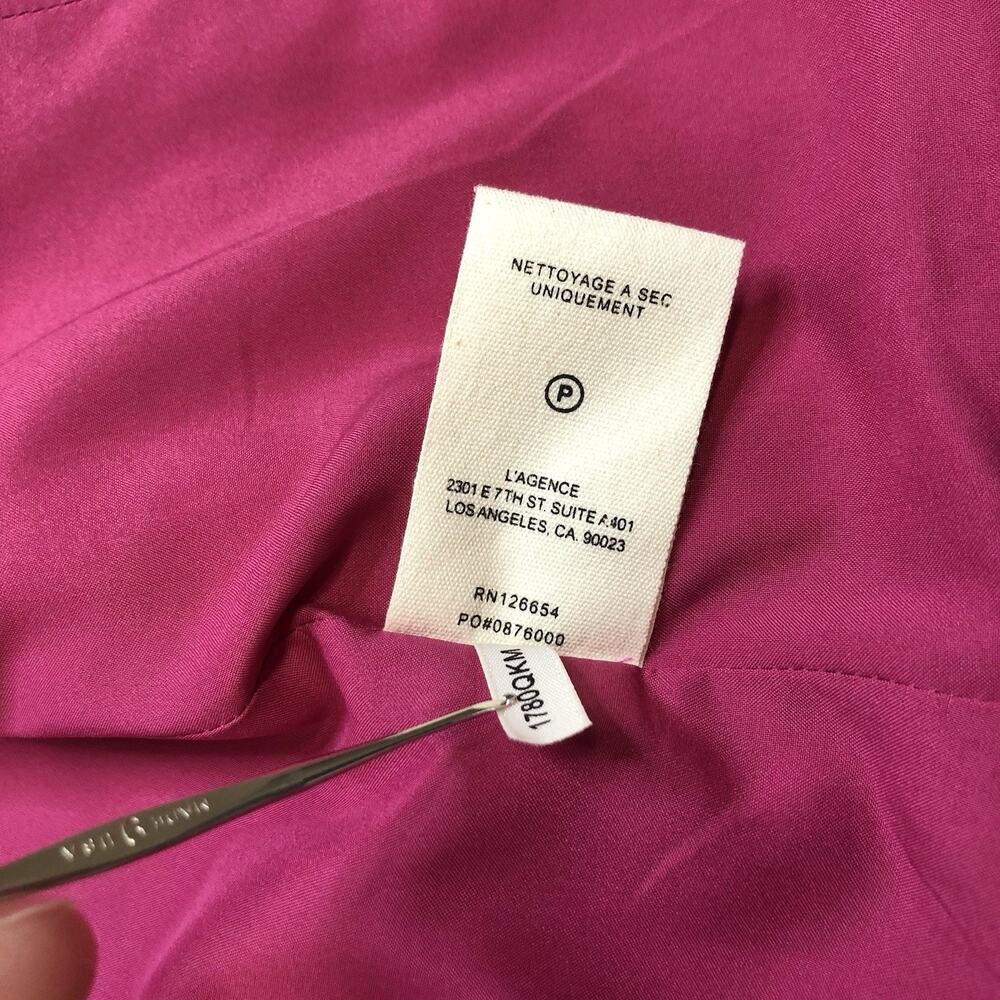 NETTOYAGE A SEC
UNIQUEMENT
P
L'AGENCE
2301 E 7TH ST. SUITE A401
LOS ANGELES, CA. 90023
RN126654
PO#0876000
1780QKM